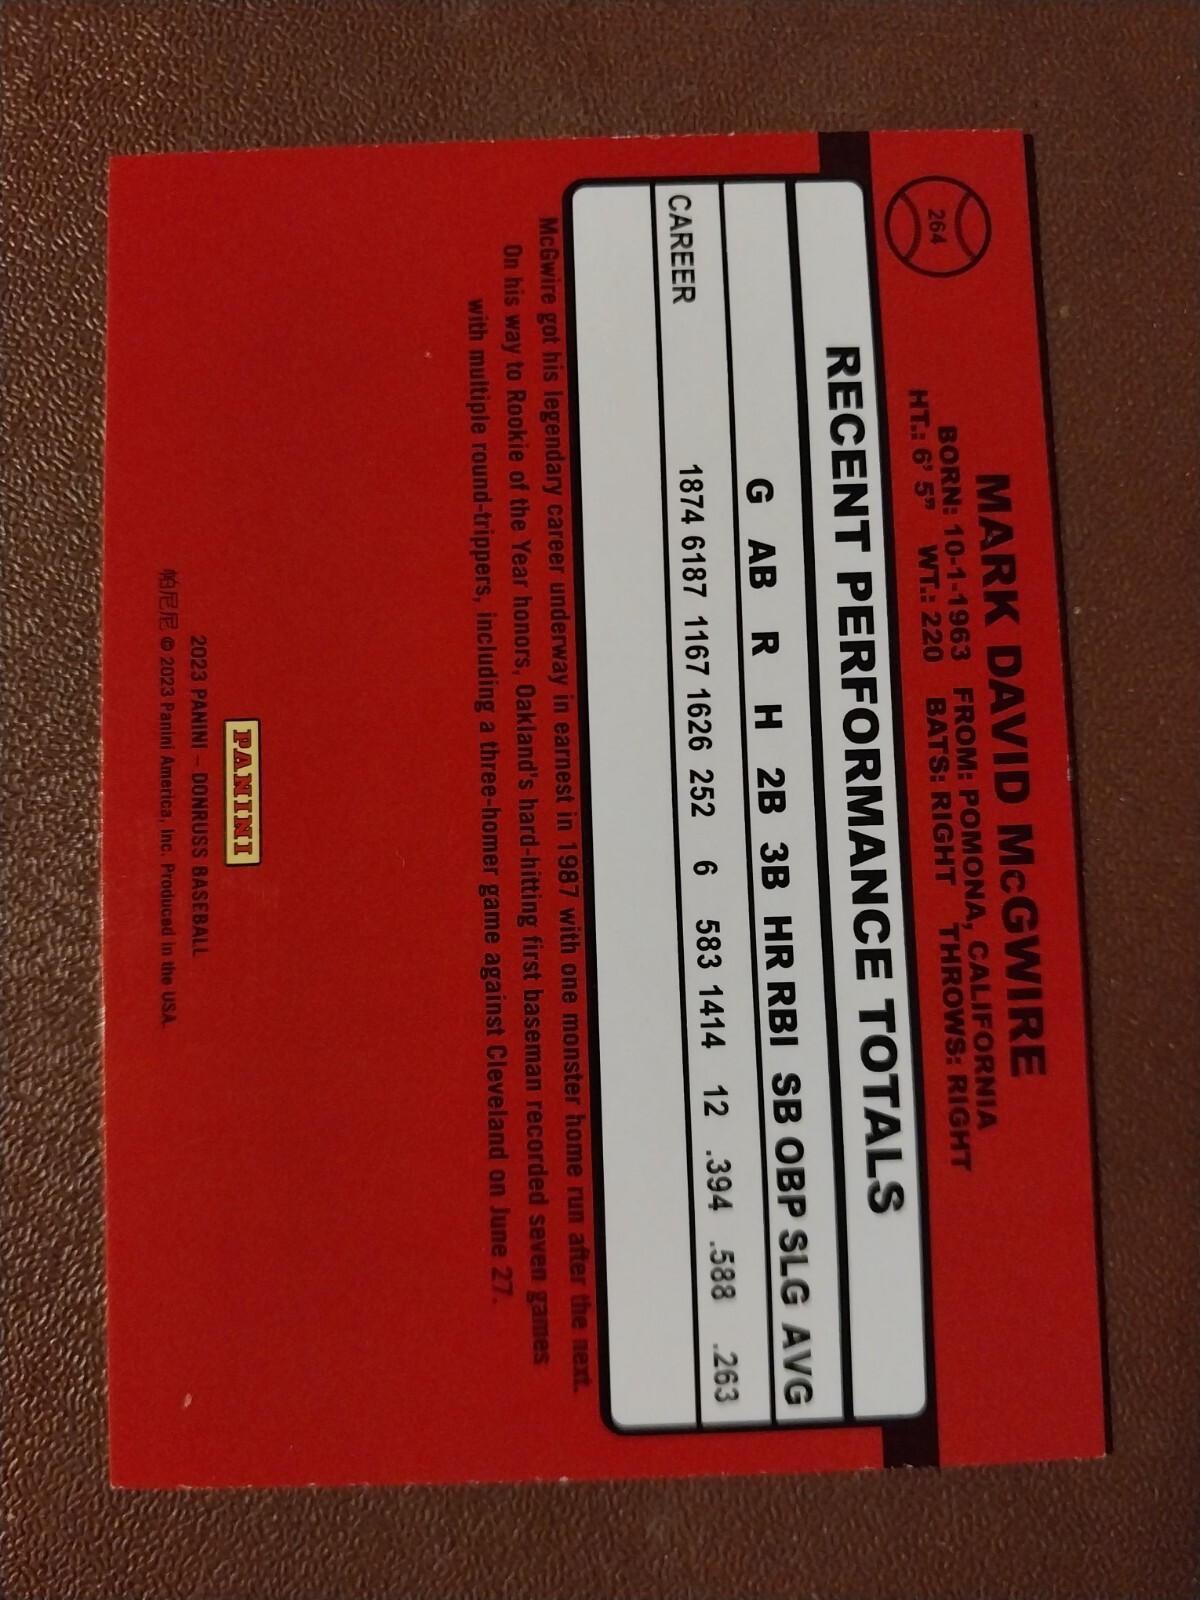 264
MARK DAVID McGWIRE
BORN: 10-1-1963 FROM: POMONA, CALIFORNIA
HT.: 6' 5" WT.: 220 BATS: RIGHT THROWS: RIGHT
RECENT PERFORMANCE TOTALS
G AB R H 2B 3B HR RBI SB OBP SLG AVG
CAREER 1874 6187 1167 1626 252 6 583 1414 12 .394 .588 .263
McGwire got his legendary career underway in earnest in 1987 with one monster home run after the next.
On his way to Rookie of the Year honors, Oakland's hard-hitting first baseman recorded seven games
with multiple round-trippers, including a three-homer game against Cleveland on June 27.
PANINI
2023 PANINI – DONRUSS BASEBALL
帕尼尼 © 2023 Panini America, Inc. Produced in the USA.